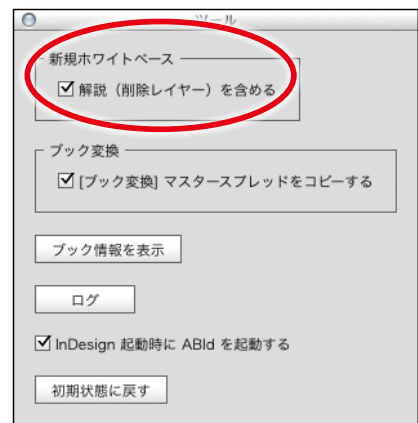 ツール
新規ホワイトベース
解説（削除レイヤー）を含める
ブック変換
[ブック変換] マスタースプレッドをコピーする
ブック情報を表示
ログ
InDesign 起動時に ABId を起動する
初期状態に戻す